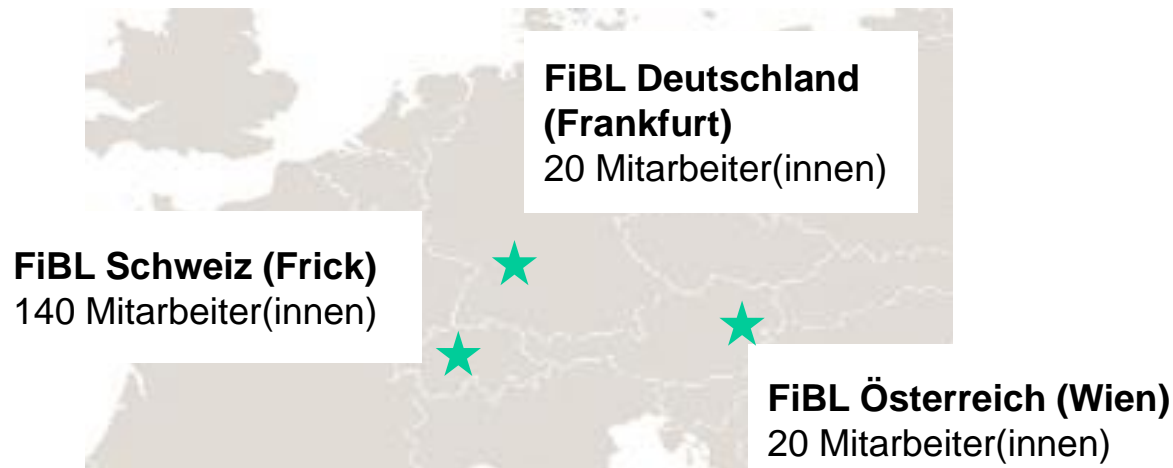 FiBL Deutschland
(Frankfurt)
20 Mitarbeiter(innen)
FiBL Schweiz (Frick)
140 Mitarbeiter(innen)
FiBL Österreich (Wien)
20 Mitarbeiter(innen)